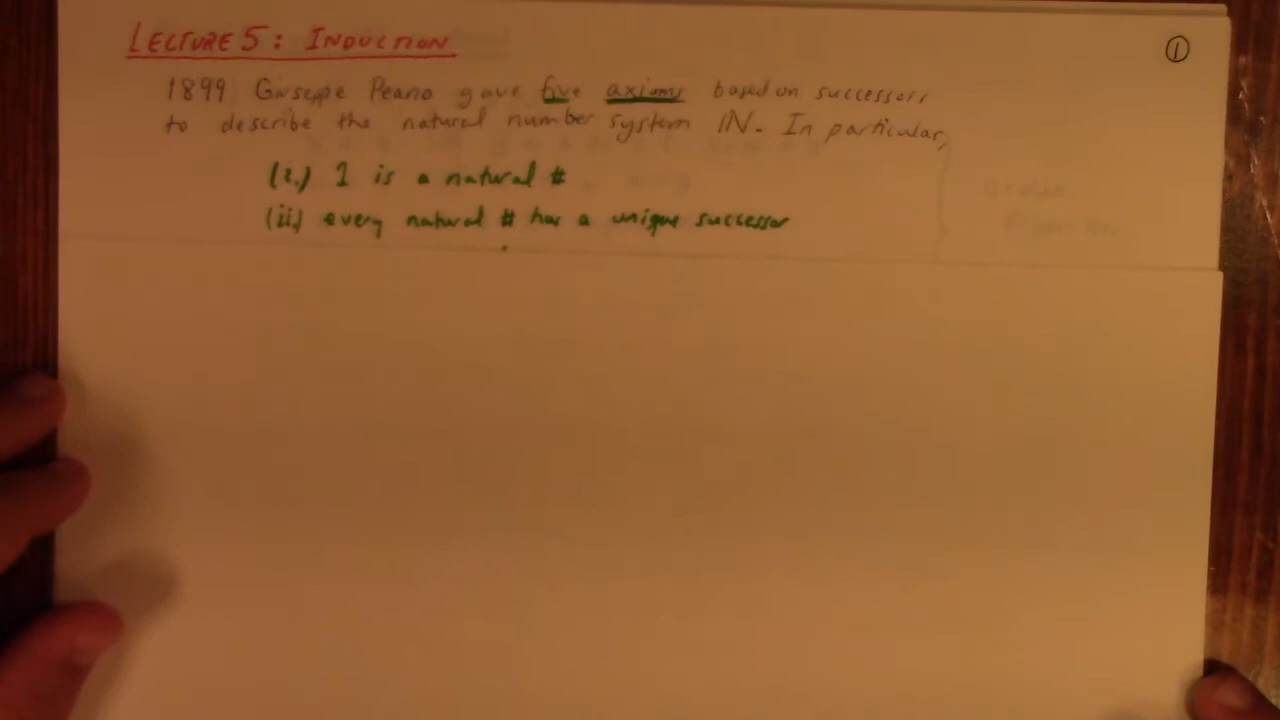 LECTURE 5: INDUCTION
①
1899 Giuseppe Peano gave five axioms based on successors
to describe the natural number system IN. In particular,
(i.) 1 is a natural #
(ii) every natural # has a unique successor